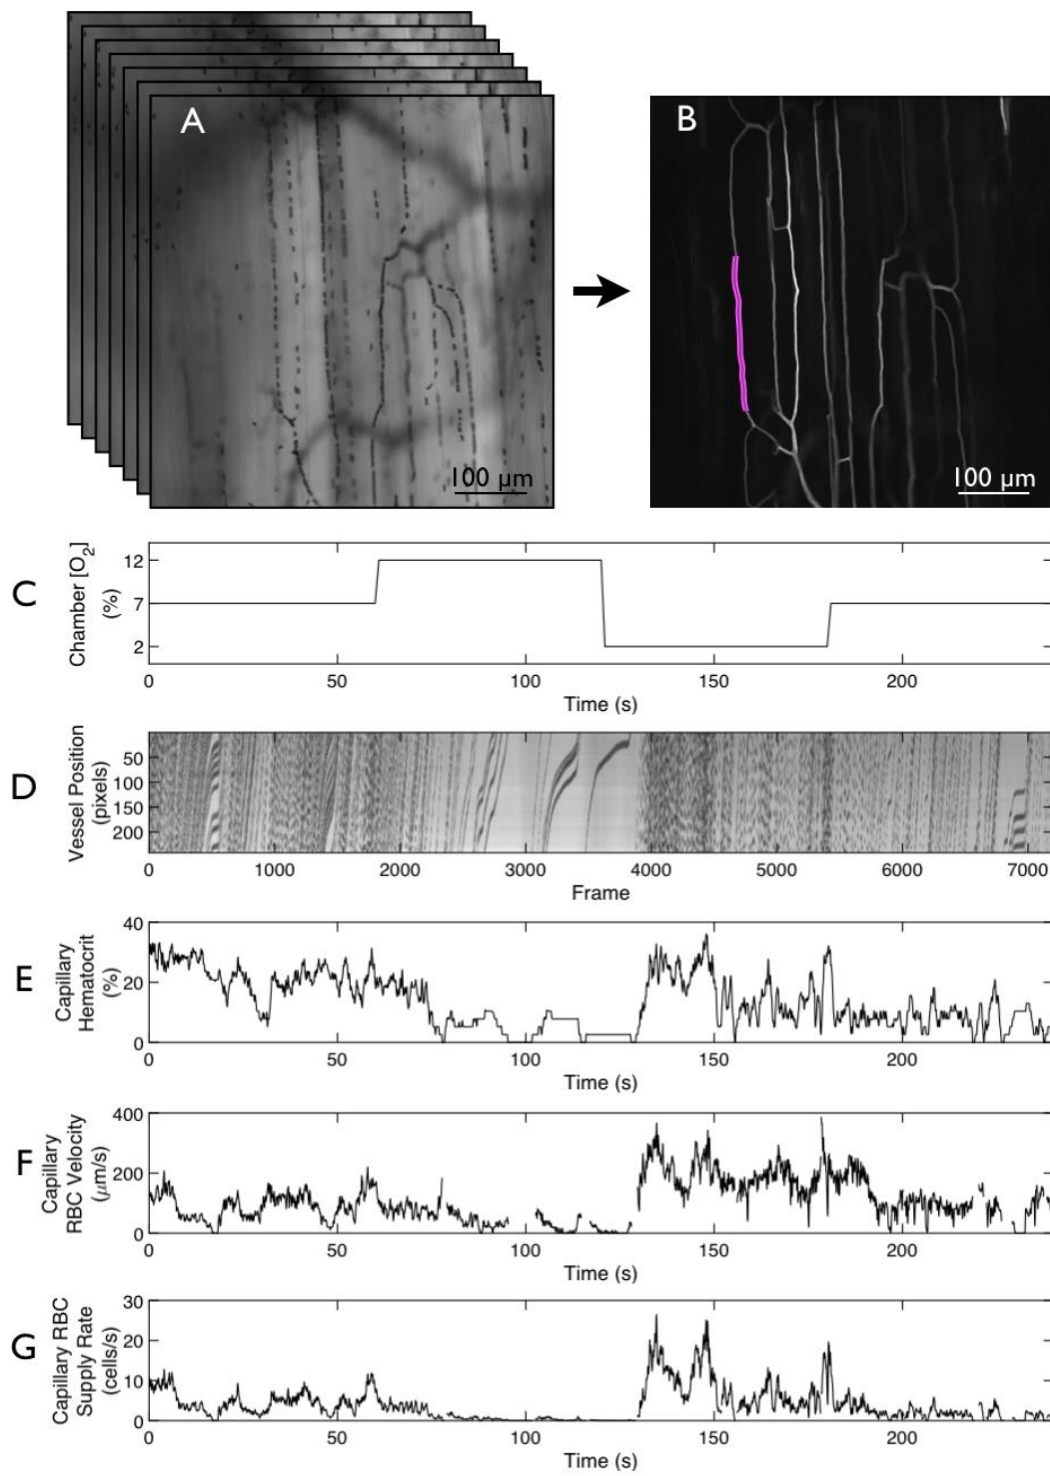 A
B
100 µm
100 µm
C
Chamber [O2]
(%)
12
7
2
0
50
100
150
200
Time (s)
D
Vessel Position
(pixels)
50
100
150
200
0
1000
2000
3000
4000
5000
6000
7000
Frame
E
Capillary
Hematocrit
(%)
40
20
0
0
50
100
150
200
Time (s)
F
Capillary
RBC Velocity
(µm/s)
400
200
0
0
50
100
150
200
Time (s)
G
Capillary RBC
Supply Rate
(cells/s)
30
20
10
0
0
50
100
150
200
Time (s)